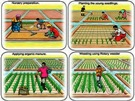 Nursery preparation..
Planting the young seedlings
Applying organic manure
Weeding using Rotary weeder